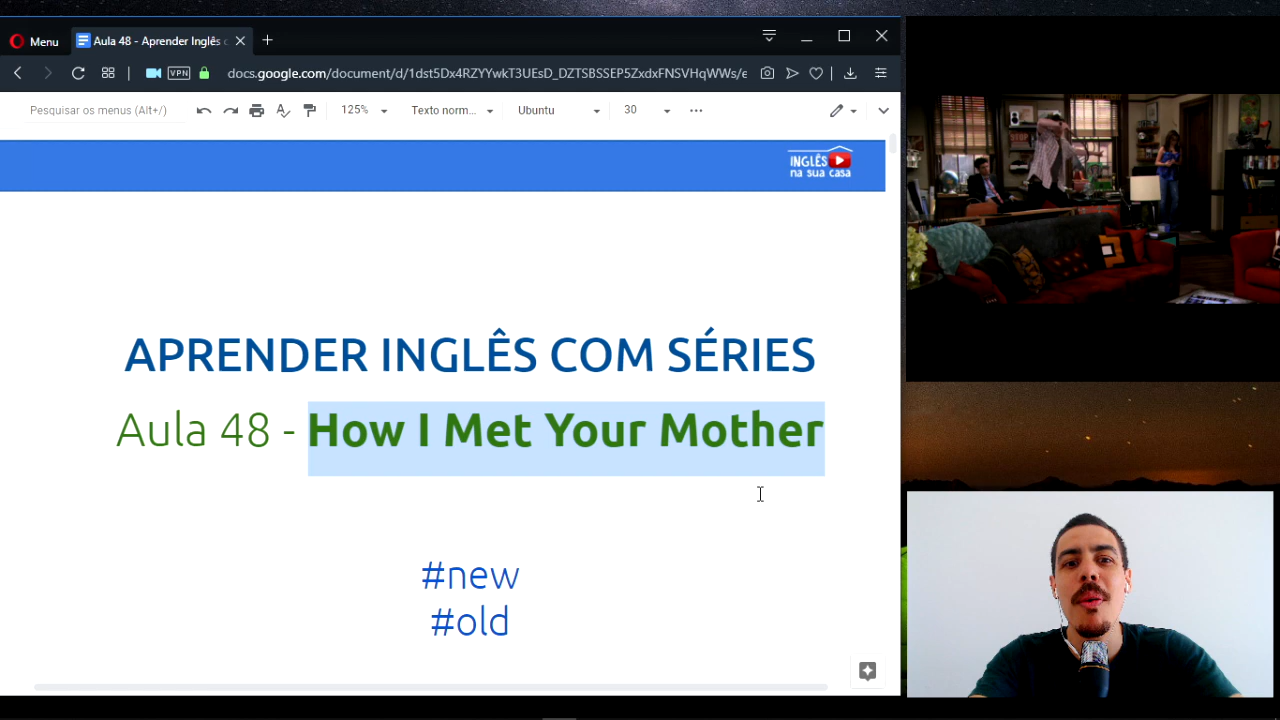 Menu
Aula 48 - Aprender Inglês c
VPN
docs.google.com/document/d/1dst5Dx4RZYYwkT3UEsD_DZTSBSSEP5ZxdxFNSVHqWWs/e
Pesquisar os menus (Alt+/)
125%
Texto norm...
Ubuntu
30
INGLÊS
na sua casa
APRENDER INGLÊS COM SÉRIES
Aula 48 - How I Met Your Mother
#new
#old